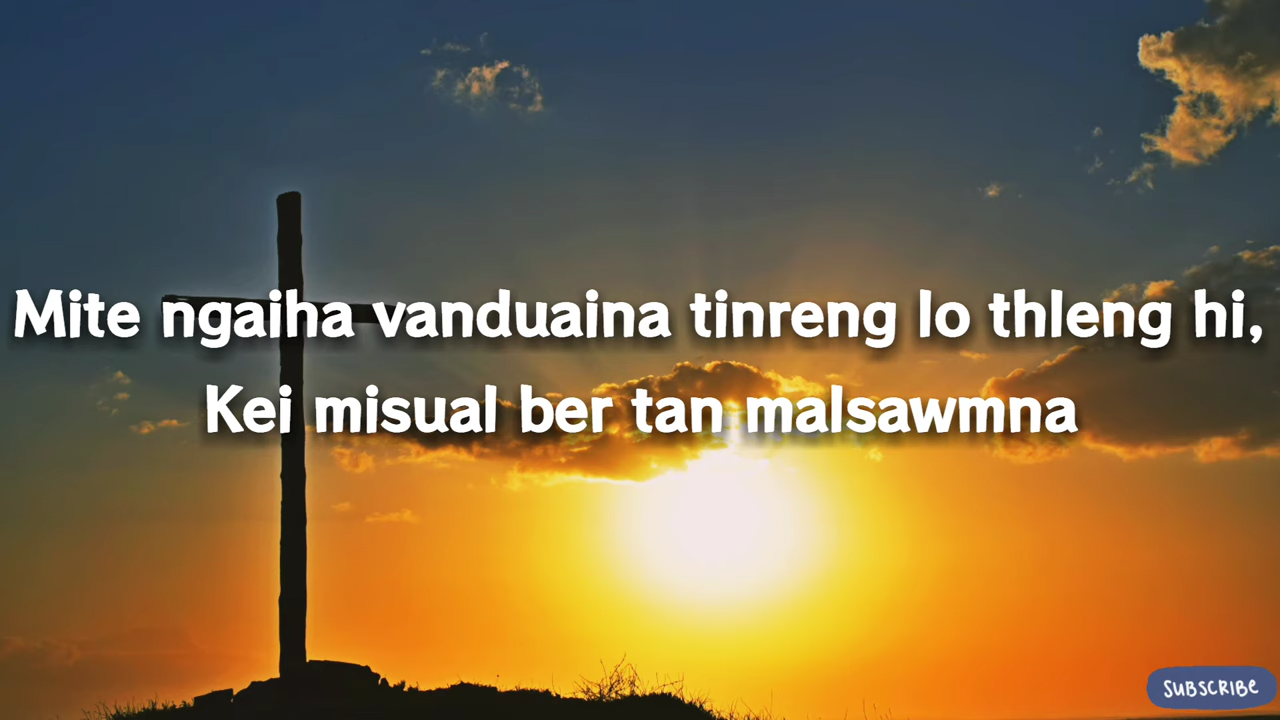 Mite ngaiha vanduaina tinreng lo thleng hi,
Kei misual ber tan malsawmna
SUBSCRIBE